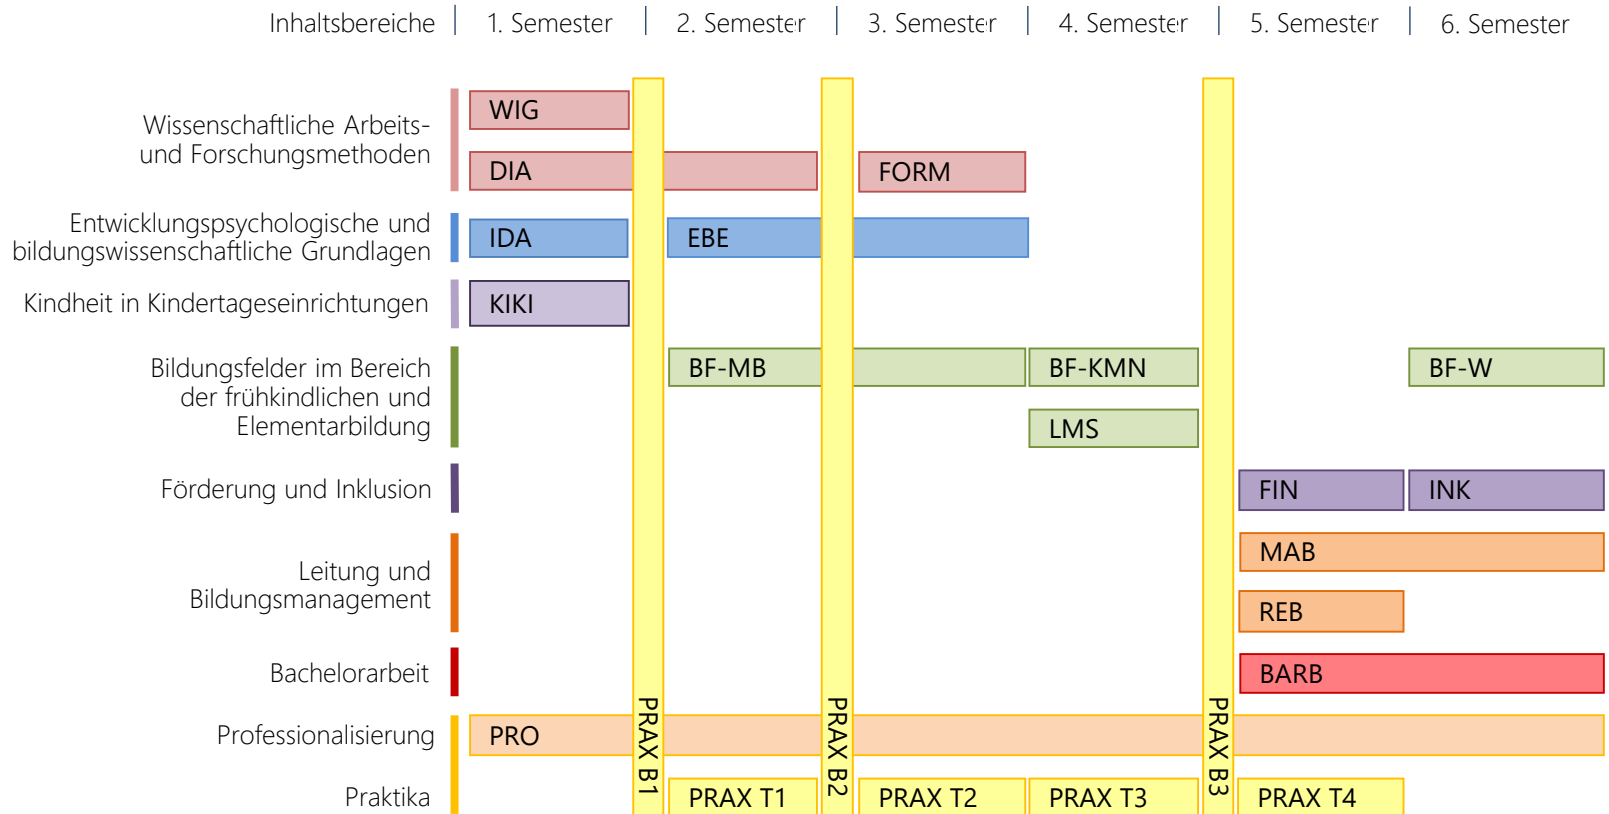 Inhaltsbereiche | 1. Semester | 2. Semester | 3. Semester | 4. Semester | 5. Semester | 6. Semester
Wissenschaftliche Arbeits-
und Forschungsmethoden
WIG
DIA
FORM
Entwicklungspsychologische und
bildungswissenschaftliche Grundlagen
IDA
EBE
Kindheit in Kindertageseinrichtungen
KIKI
Bildungsfelder im Bereich
der frühkindlichen und
Elementarbildung
BF-MB
BF-KMN
BF-W
LMS
Förderung und Inklusion
FIN
INK
Leitung und
Bildungsmanagement
MAB
REB
Bachelorarbeit
BARB
Professionalisierung
PRO
PRAX B1
PRAX B2
PRAX B3
Praktika
PRAX T1
PRAX T2
PRAX T3
PRAX T4